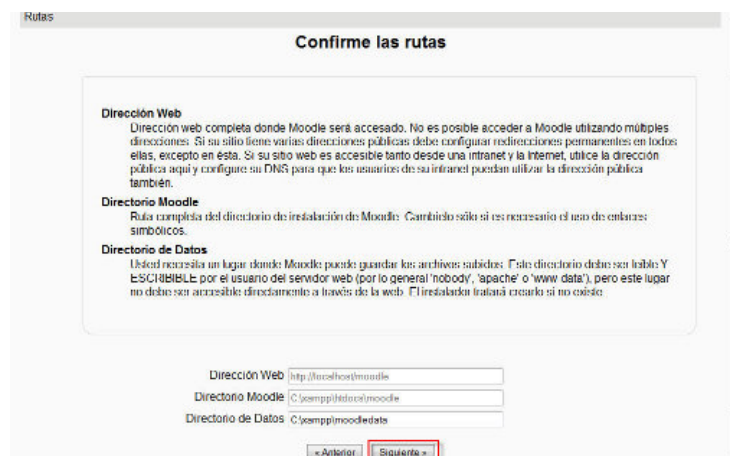 Rutas
Confirme las rutas
Dirección Web
Dirección web completa donde Moodle será accesado. No es posible acceder a Moodle utilizando múltiples
direcciones. Si su sitio tiene varias direcciones públicas debe configurar redirecciones permanentes en todos
ellas, excepto en ésta. Si su sitio web es accesible tanto desde una intranet y la Internet, utilice la dirección
pública aquí y configure su DNS para que los usuarios de su intranet puedan utilizar la dirección pública
también.
Directorio Moodle
Ruta completa del directorio de instalación de Moodle. Cambielo sólo si es necesario el uso de enlaces
simbólicos.
Directorio de Datos
Usted necesita un lugar donde Moodle puede guardar los archivos subidos. Este directorio debe ser leíble Y
ESCRIBIBLE por el usuario del servidor web (por lo general 'nobody', 'apache' o 'www data'), pero este lugar
no debe ser accesible directamente a través de la web. El instalador tratará crearlo si no existe
Dirección Web http://localhost/moodle
Directorio Moodle C:\xampp\htdocs\moodle
Directorio de Datos C:\xampp\moodledata
« Anterior Siguiente »